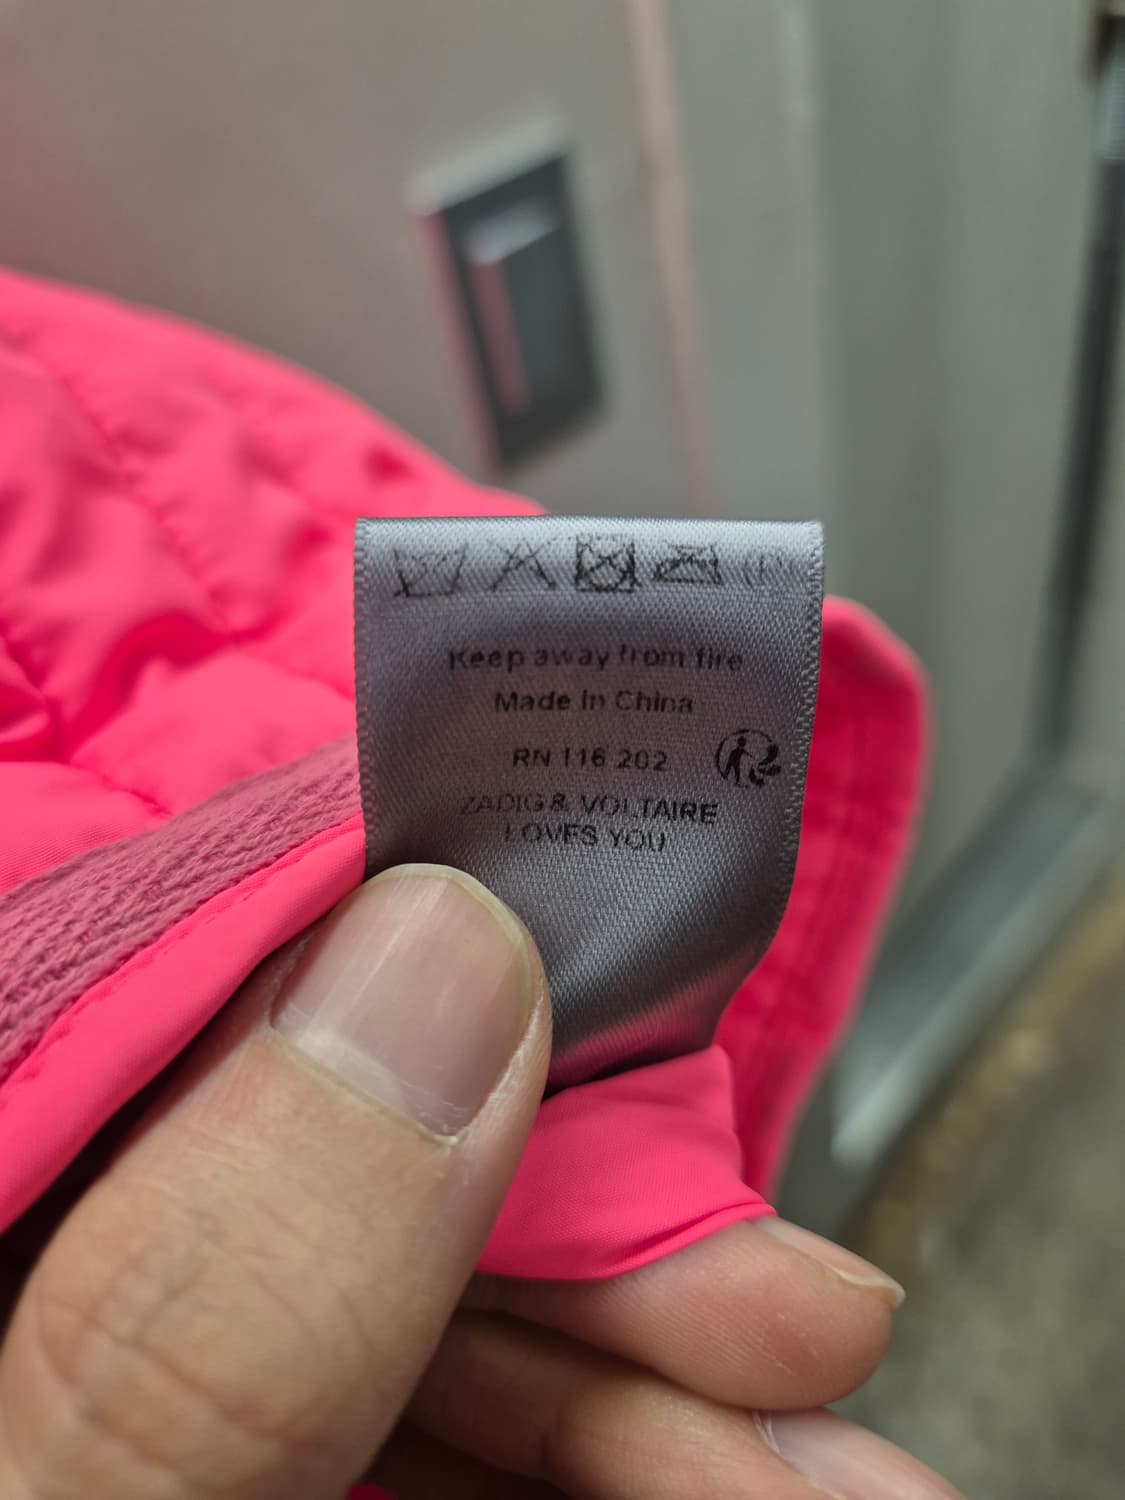 Keep away from fire
Made in China
RN 116 202
ZADIG & VOLTAIRE
LOVES YOU